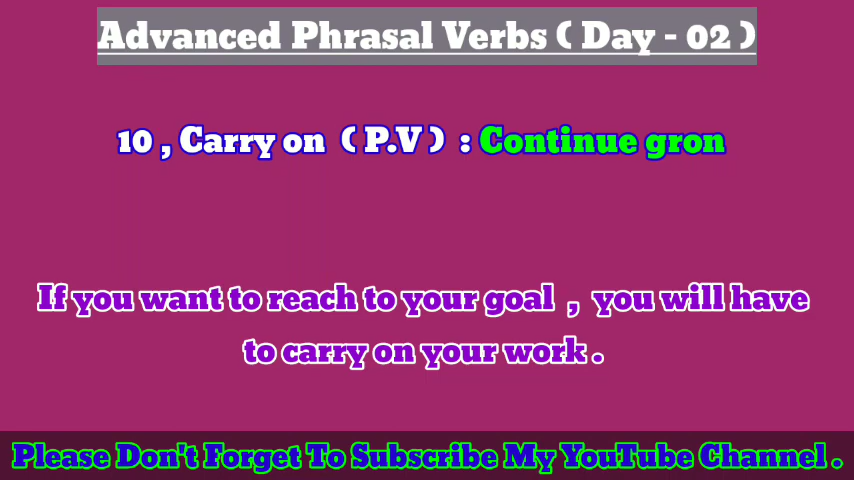 Advanced Phrasal Verbs ( Day - 02 )
10 , Carry on ( P.V ) : Continue gron
If you want to reach to your goal , you will have
to carry on your work .
Please Don't Forget To Subscribe My YouTube Channel .